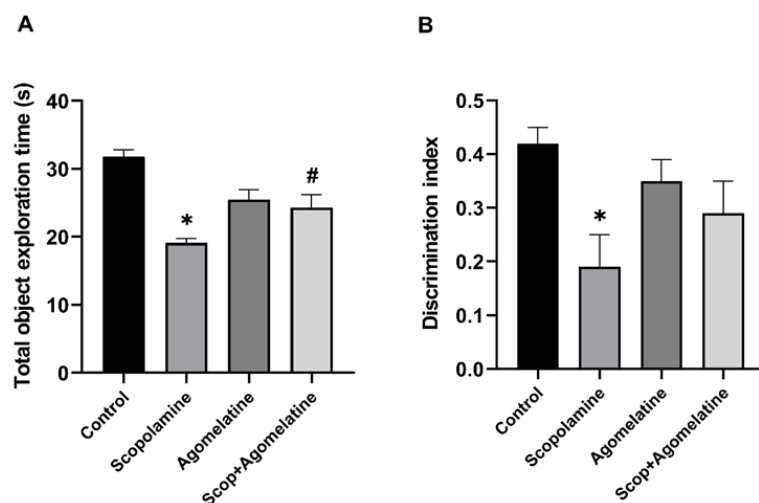 A
Total object exploration time (s)
40
30
20
10
0
*
#
Control
Scopolamine
Agomelatine
Scop+Agomelatine
B
Discrimination index
0.5
0.4
0.3
0.2
0.1
0.0
*
Control
Scopolamine
Agomelatine
Scop+Agomelatine